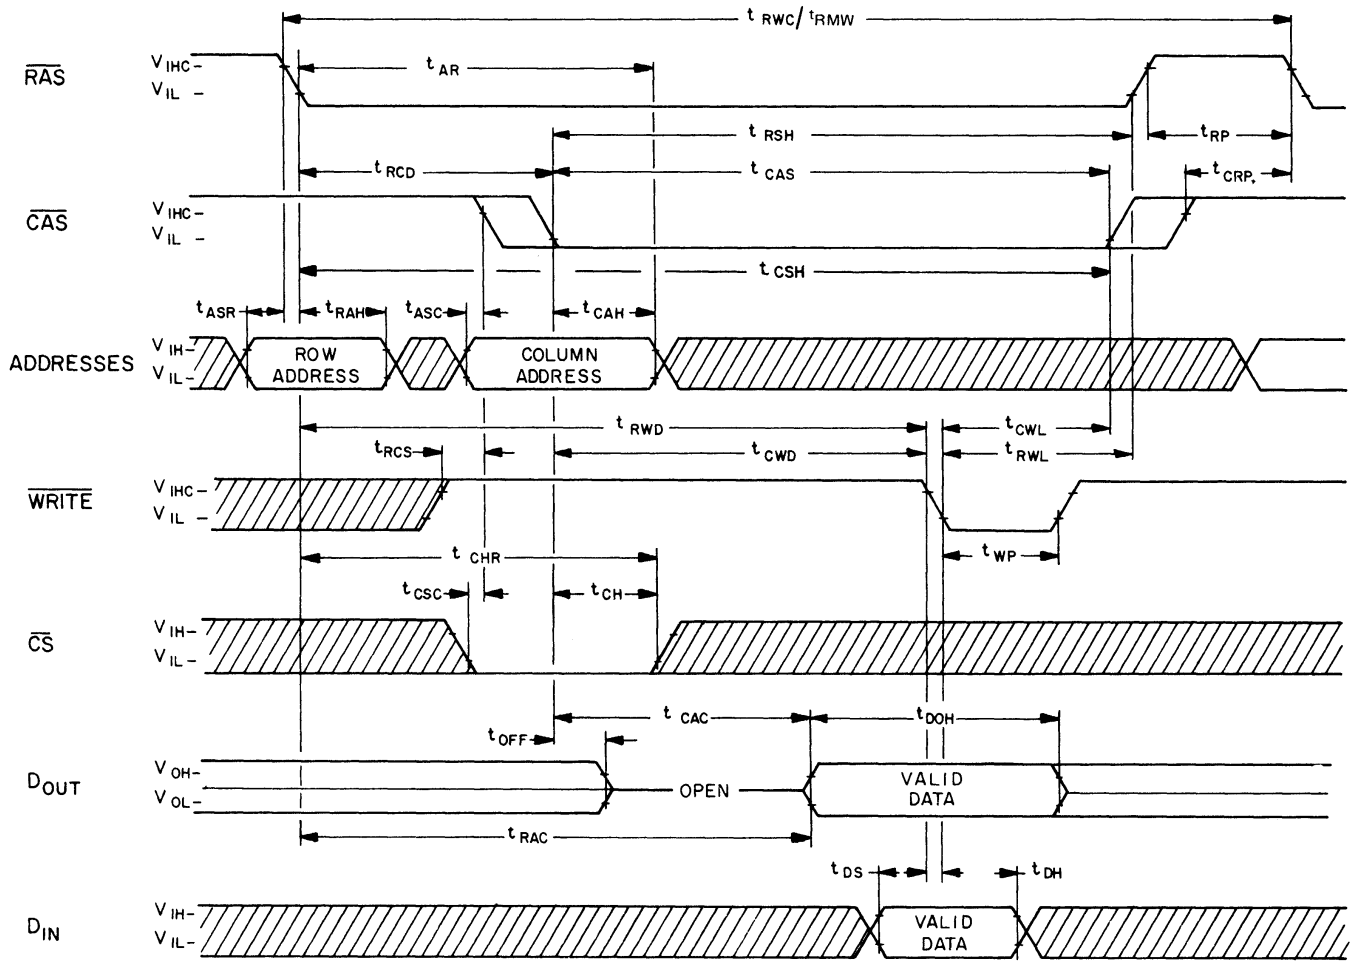 t RWC/ tRMW
RAS
V IHC
V IL
t AR
t RSH
t RP
t RCD
t CAS
t CRP.
CAS
V IHC
V IL
t CSH
t ASR
t RAH
t ASC
t CAH
ADDRESSES
V IH
V IL
ROW
ADDRESS
COLUMN
ADDRESS
t RWD
t CWL
t RCS
t CWD
t RWL
WRITE
V IHC
V IL
t CHR
t WP
t CSC
t CH
CS
V IH
V IL
t CAC
t DOH
t OFF
D OUT
V OH
V OL
OPEN
VALID
DATA
t RAC
t DS
t DH
D IN
V IH
V IL
VALID
DATA